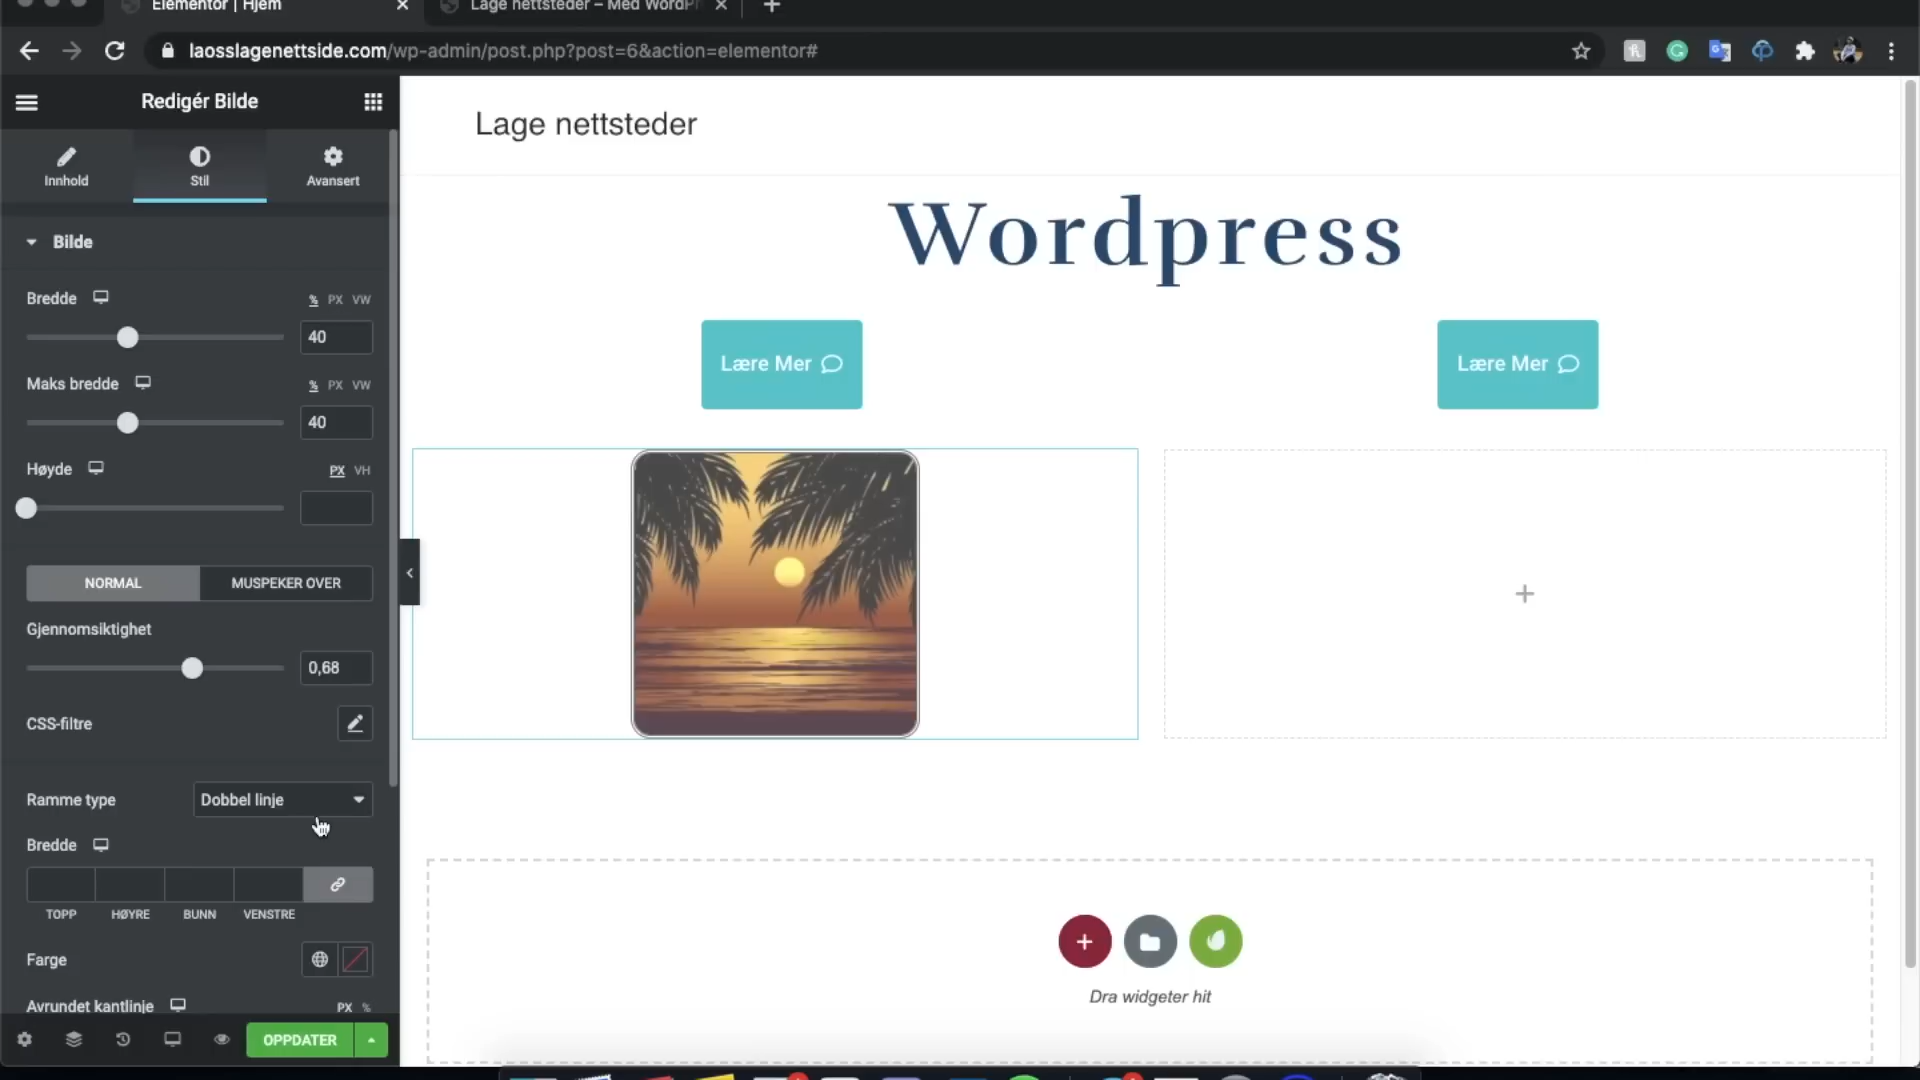 Elementor | Hjem
Lage nettsteder – Med WordPr
laosslagenettside.com/wp-admin/post.php?post=6&action=elementor#
Redigér Bilde
Innhold
Stil
Avansert
Bilde
Bredde
% PX VW
40
Maks bredde
% PX VW
40
Høyde
PX VH
NORMAL
MUSPEKER OVER
Gjennomsiktighet
0,68
CSS-filtre
Ramme type
Dobbel linje
Bredde
TOPP
HØYRE
BUNN
VENSTRE
Farge
Avrundet kantlinje
PX %
OPPDATER
Lage nettsteder
Wordpress
Lære Mer
Lære Mer
Dra widgeter hit